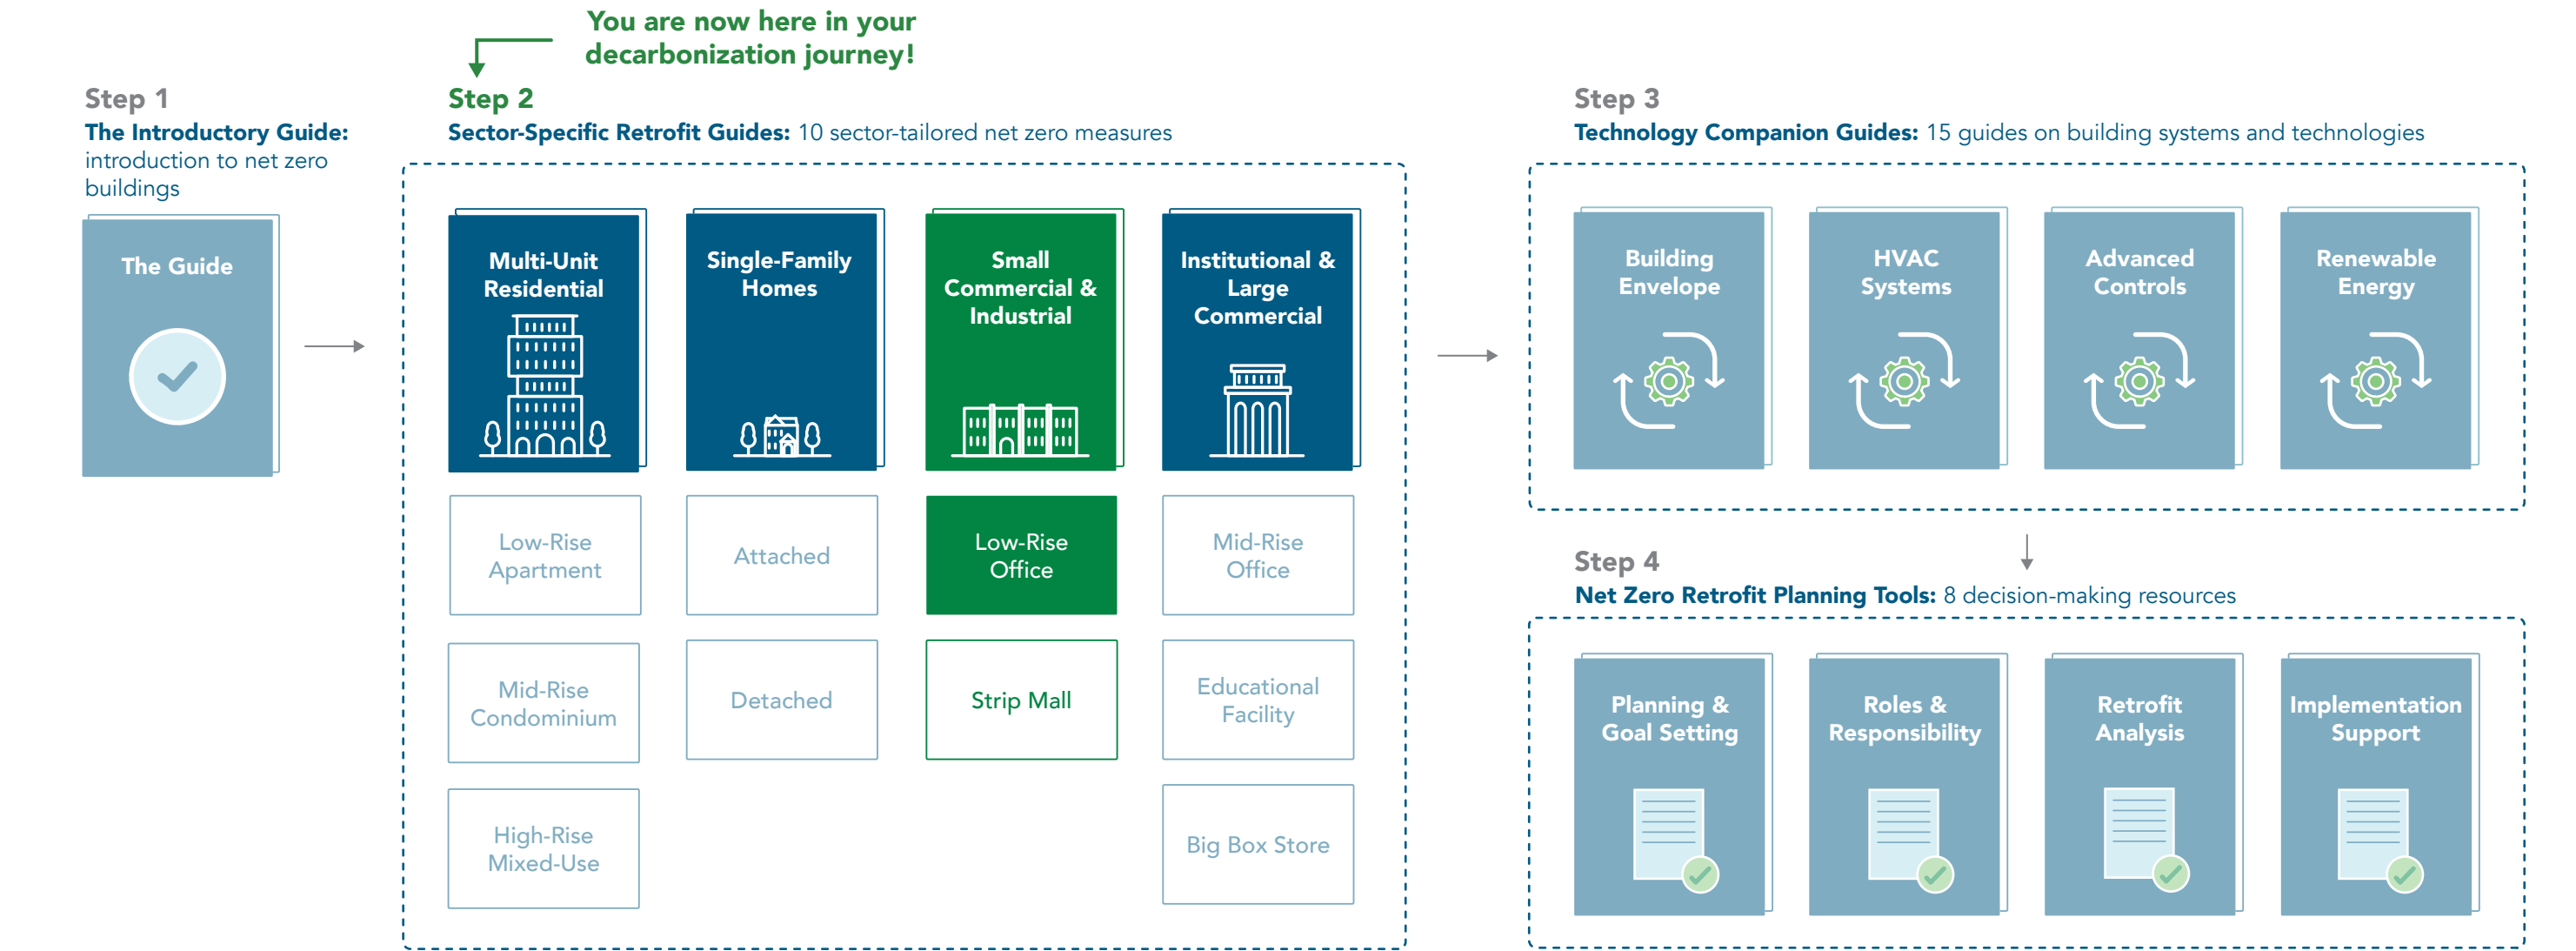 You are now here in your
decarbonization journey!
Step 1
The Introductory Guide:
introduction to net zero
buildings
The Guide
Step 2
Sector-Specific Retrofit Guides: 10 sector-tailored net zero measures
Multi-Unit
Residential
Single-Family
Homes
Small
Commercial &
Industrial
Institutional &
Large
Commercial
Low-Rise
Apartment
Attached
Low-Rise
Office
Mid-Rise
Office
Mid-Rise
Condominium
Detached
Strip Mall
Educational
Facility
High-Rise
Mixed-Use
Big Box Store
Step 3
Technology Companion Guides: 15 guides on building systems and technologies
Building
Envelope
HVAC
Systems
Advanced
Controls
Renewable
Energy
Step 4
Net Zero Retrofit Planning Tools: 8 decision-making resources
Planning &
Goal Setting
Roles &
Responsibility
Retrofit
Analysis
Implementation
Support